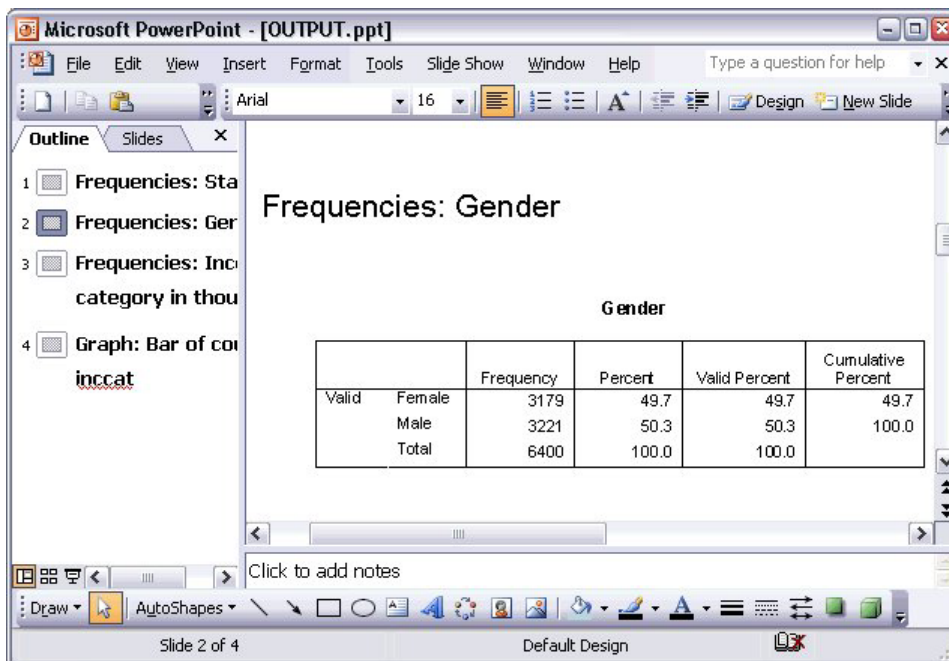 Microsoft PowerPoint - [OUTPUT.ppt]
File Edit View Insert Format Tools Slide Show Window Help Type a question for help
Arial 16 Design New Slide
Outline Slides
1 Frequencies: Sta
2 Frequencies: Ger
3 Frequencies: Inc
category in thou
4 Graph: Bar of cou
inccat
Frequencies: Gender
Gender
Frequency Percent Valid Percent Cumulative Percent
Valid Female 3179 49.7 49.7 49.7
Male 3221 50.3 50.3 100.0
Total 6400 100.0 100.0
Click to add notes
Draw AutoShapes
Slide 2 of 4 Default Design